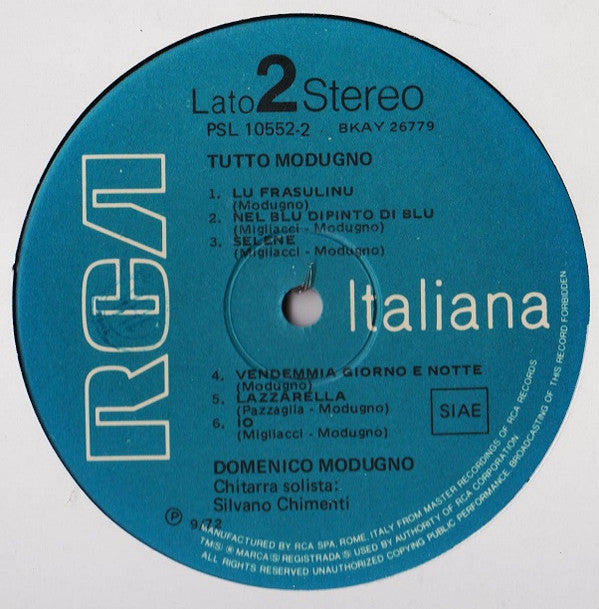 Lato 2 Stereo
PSL 10552-2 BKAY 26779
TUTTO MODUGNO
1. LU FRASULINU
(Modugno)
2. NEL BLU DIPINTO DI BLU
(Migliacci - Modugno)
3. SELENE
(Migliacci - Modugno)
RCA
Italiana
4. VENDEMMIA GIORNO E NOTTE
(Modugno)
5. LAZZARELLA
(Pazzaglia - Modugno)
6. IO
(Migliacci - Modugno)
SIAE
DOMENICO MODUGNO
Chitarra solista:
Silvano Chimenti
Ⓟ 9/72
MANUFACTURED BY RCA SPA, ROME, ITALY FROM MASTER RECORDINGS OF RCA RECORDS
TM(S) ® MARCA(S) REGISTRADA(S) USED BY AUTHORITY OF RCA CORPORATION
ALL RIGHTS RESERVED UNAUTHORIZED COPYING PUBLIC PERFORMANCE, BROADCASTING OF THIS RECORD FORBIDDEN